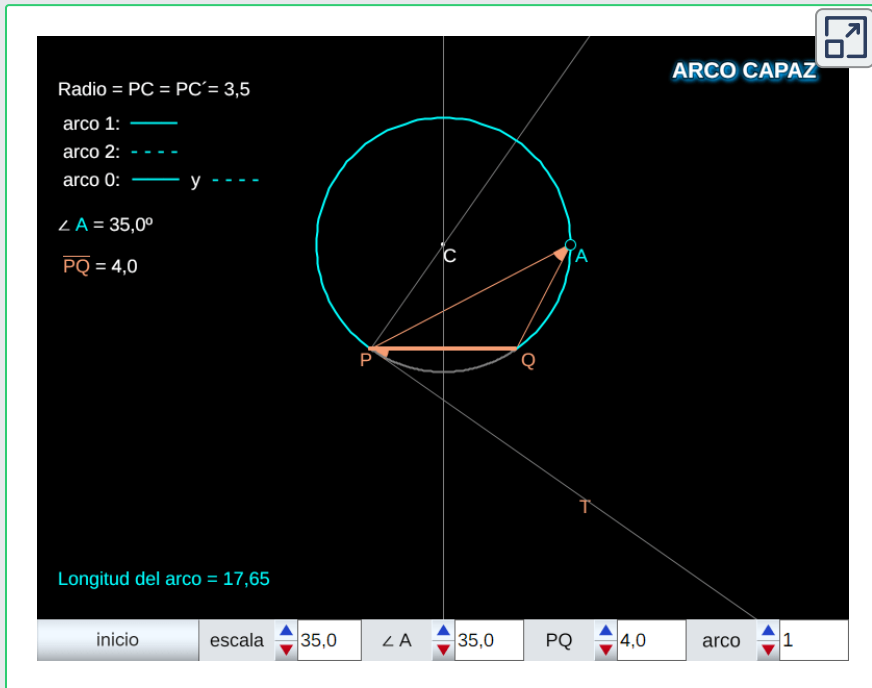 ARCO CAPAZ
Radio = PC = PC´= 3,5
arco 1:
arco 2:
arco 0: y
∠ A = 35,0º
PQ = 4,0
C
A
P
Q
T
Longitud del arco = 17,65
inicio escala 35,0 ∠ A 35,0 PQ 4,0 arco 1